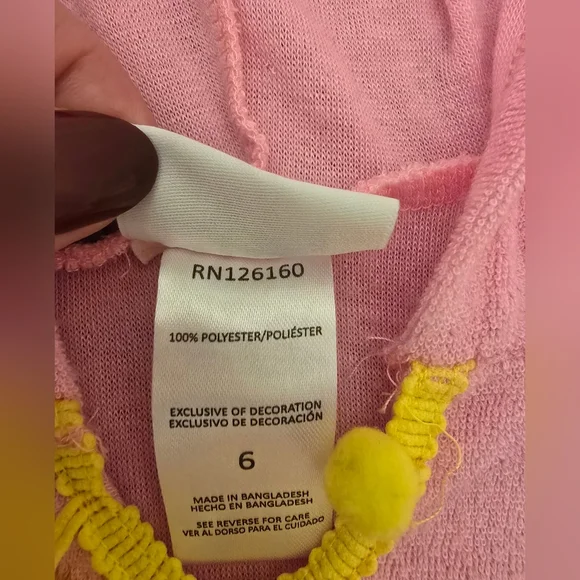 RN126160
100% POLYESTER/POLIÉSTER
EXCLUSIVE OF DECORATION
EXCLUSIVO DE DECORACIÓN
6
MADE IN BANGLADESH
HECHO EN BANGLADESH
SEE REVERSE FOR CARE
VER AL DORSO PARA EL CUIDADO